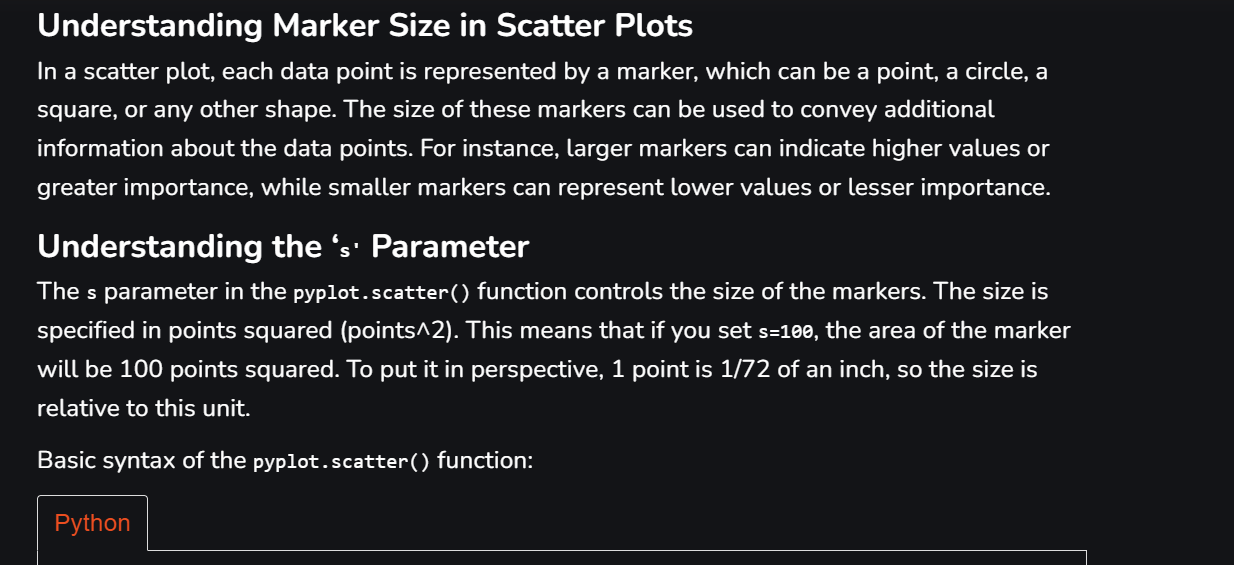 Understanding Marker Size in Scatter Plots
In a scatter plot, each data point is represented by a marker, which can be a point, a circle, a
square, or any other shape. The size of these markers can be used to convey additional
information about the data points. For instance, larger markers can indicate higher values or
greater importance, while smaller markers can represent lower values or lesser importance.
Understanding the ‘s' Parameter
The s parameter in the pyplot.scatter() function controls the size of the markers. The size is
specified in points squared (points^2). This means that if you set s=100, the area of the marker
will be 100 points squared. To put it in perspective, 1 point is 1/72 of an inch, so the size is
relative to this unit.
Basic syntax of the pyplot.scatter() function:
Python